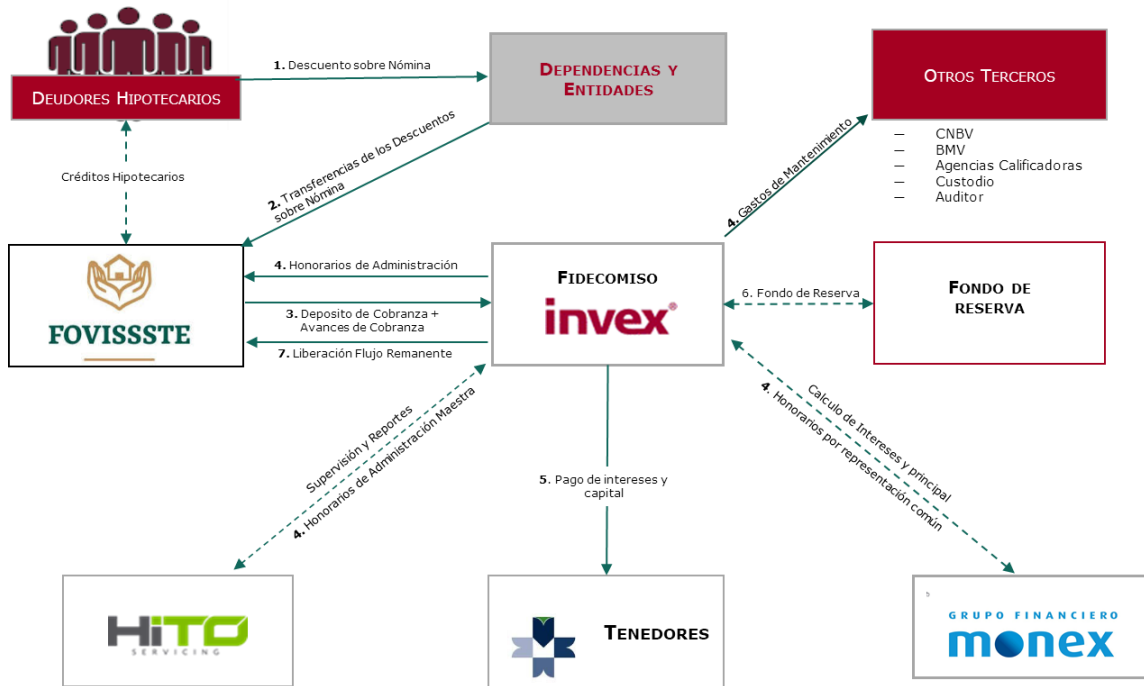 1. Descuento sobre Nómina
DEPENDENCIAS Y
ENTIDADES
OTROS TERCEROS
DEUDORES HIPOTECARIOS
— CNBV
— BMV
— Agencias Calificadoras
— Custodio
— Auditor
Créditos Hipotecarios
2. Transferencias de los Descuentos
sobre Nómina
4. Gastos de Mantenimiento
FOVISSSTE
4. Honorarios de Administración
3. Deposito de Cobranza +
Avances de Cobranza
7. Liberación Flujo Remanente
FIDECOMISO
invex®
6. Fondo de Reserva
FONDO DE
RESERVA
Supervisión y Reportes
4. Honorarios de Administración Maestra
5. Pago de intereses y
capital
Calculo de Intereses y principal
4. Honorarios por representación común
HiTO
SERVICING
TENEDORES
5
GRUPO FINANCIERO
monex